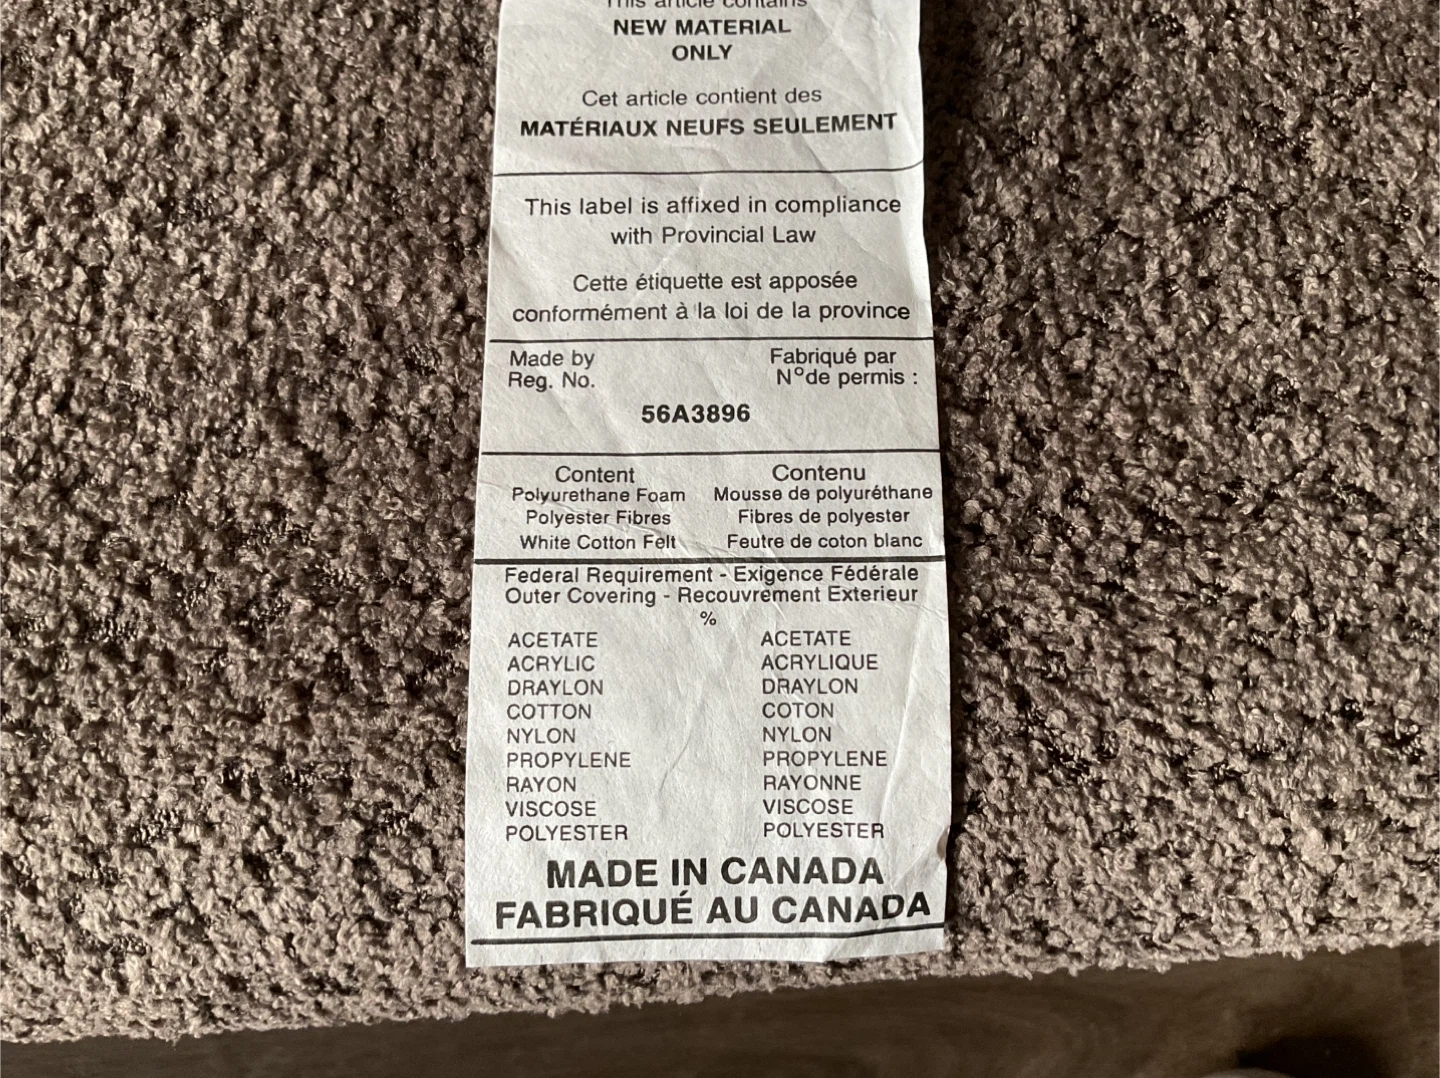 This article contains
NEW MATERIAL
ONLY
Cet article contient des
MATÉRIAUX NEUFS SEULEMENT
This label is affixed in compliance
with Provincial Law
Cette étiquette est apposée
conformément à la loi de la province
Made by Fabriqué par
Reg. No. N° de permis :
56A3896
Content Contenu
Polyurethane Foam Mousse de polyuréthane
Polyester Fibres Fibres de polyester
White Cotton Felt Feutre de coton blanc
Federal Requirement - Exigence Fédérale
Outer Covering - Recouvrement Exterieur
%
ACETATE ACETATE
ACRYLIC ACRYLIQUE
DRAYLON DRAYLON
COTTON COTON
NYLON NYLON
PROPYLENE PROPYLENE
RAYON RAYONNE
VISCOSE VISCOSE
POLYESTER POLYESTER
MADE IN CANADA
FABRIQUÉ AU CANADA